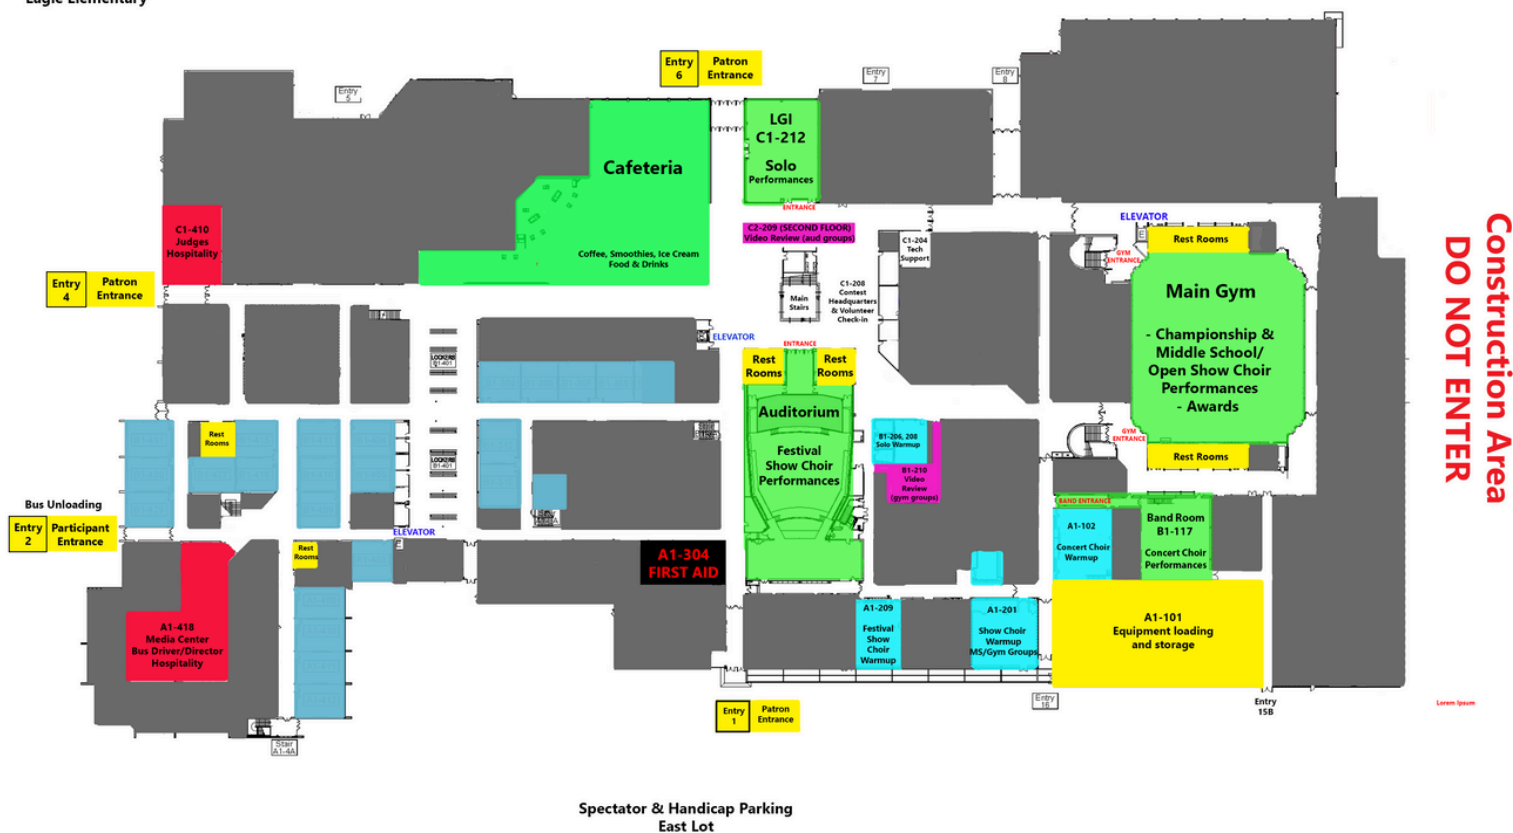 Eagle Elementary
Entry
6
Patron
Entrance
Entry
7
Entry
8
Entry
5
LGI
C1-212
Solo
Performances
ENTRANCE
Cafeteria
Coffee, Smoothies, Ice Cream
Food & Drinks
C1-410
Judges
Hospitality
C2-209 (SECOND FLOOR)
Video Review (aud groups)
C1-204
Tech
Support
ELEVATOR
Rest Rooms
GYM
ENTRANCE
Main Gym
- Championship &
Middle School/
Open Show Choir
Performances
- Awards
GYM
ENTRANCE
Rest Rooms
Construction Area
DO NOT ENTER
Entry
4
Patron
Entrance
Main
Stairs
C1-208
Contest
Headquarters
& Volunteer
Check-in
ELEVATOR
LOCKERS
B1-401
ENTRANCE
Rest
Rooms
Rest
Rooms
Auditorium
Festival
Show Choir
Performances
Rest
Rooms
LOCKERS
B1-401
B1-206, 208
Solo Warmup
B1-210
Video
Review
(gym groups)
Bus Unloading
Entry
2
Participant
Entrance
ELEVATOR
Rest
Rooms
A1-304
FIRST AID
BAND ENTRANCE
A1-102
Concert Choir
Warmup
Band Room
B1-117
Concert Choir
Performances
A1-418
Media Center
Bus Driver/Director
Hospitality
A1-209
Festival
Show
Choir
Warmup
A1-201
Show Choir
Warmup
MS/Gym Groups
A1-101
Equipment loading
and storage
Entry
1
Patron
Entrance
Entry
16
Entry
15B
Lorem Ipsum
Stair
A1-4A
Spectator & Handicap Parking
East Lot